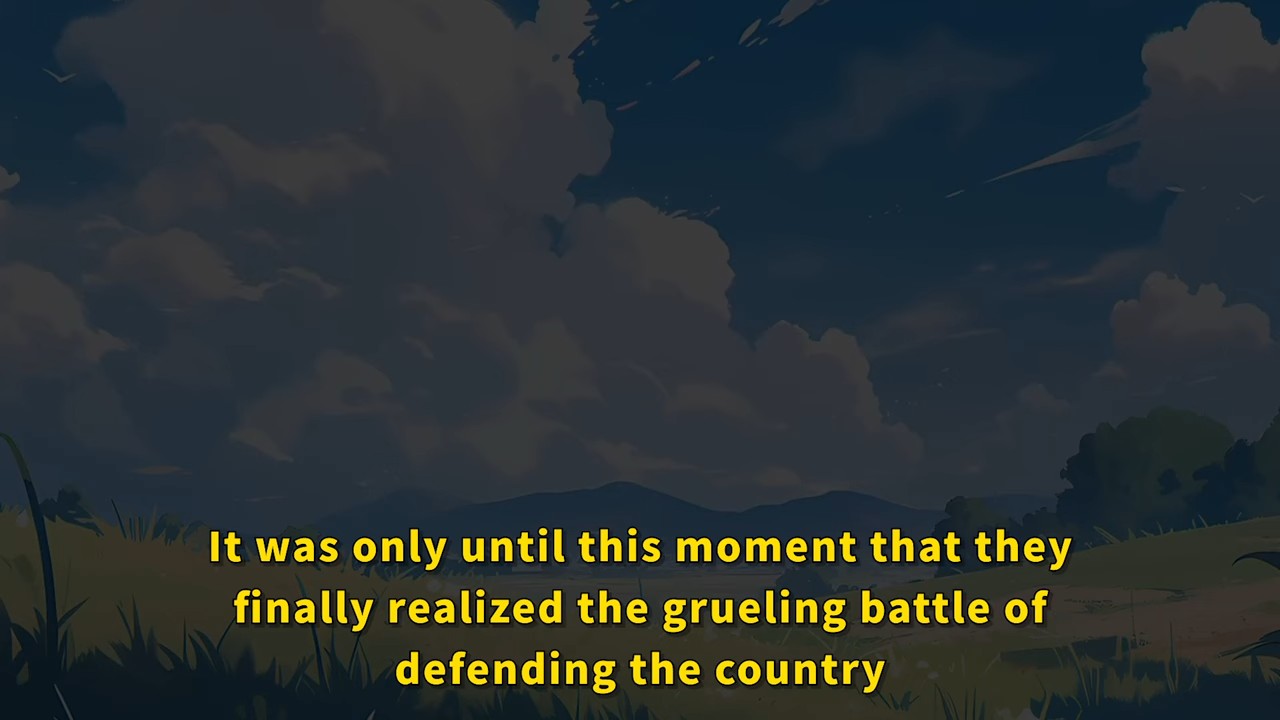 It was only until this moment that they
finally realized the grueling battle of
defending the country